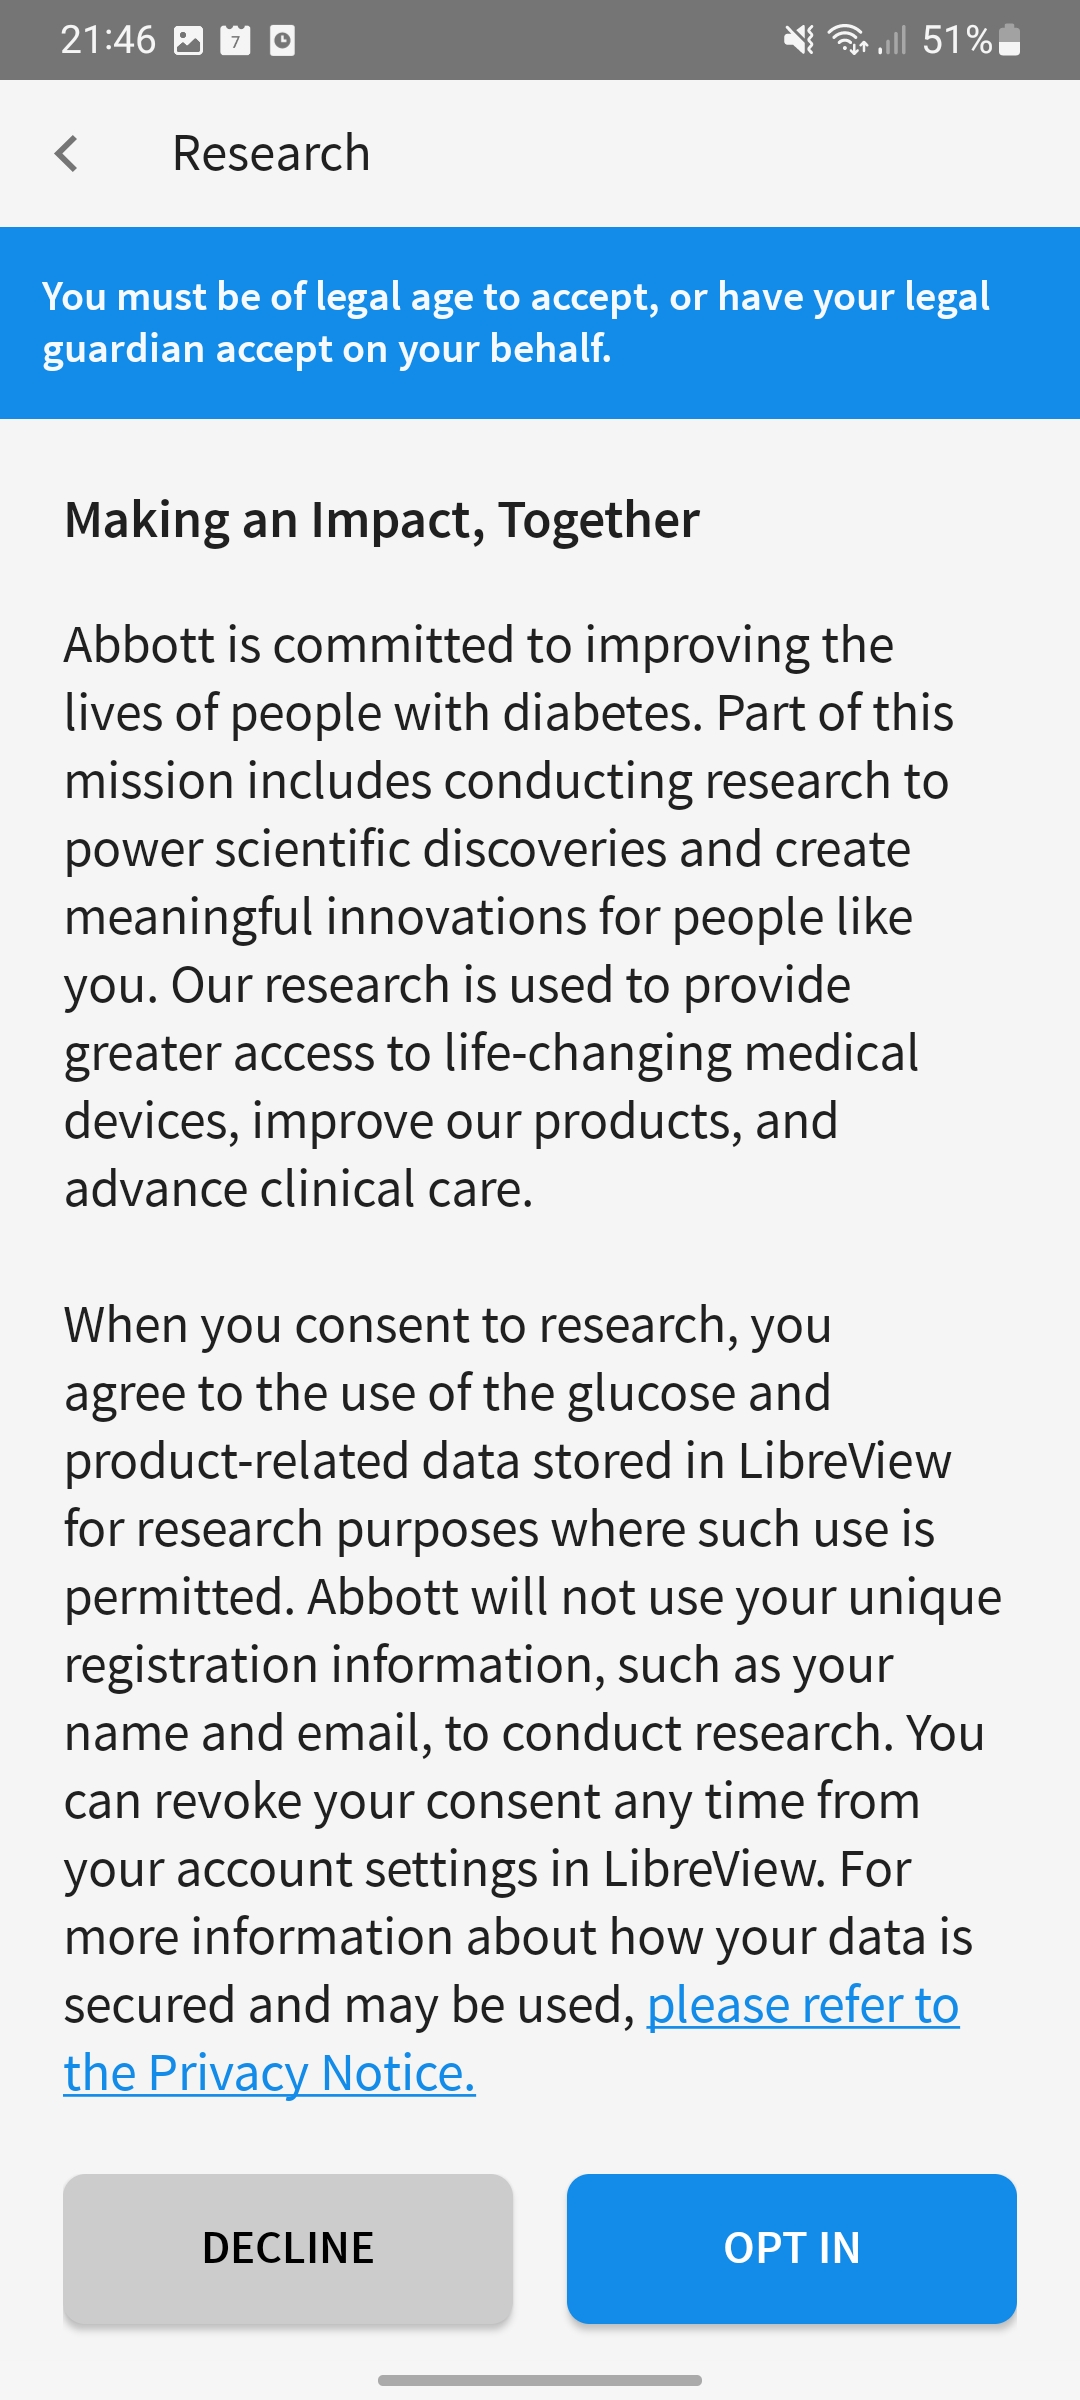 21:46 7 51%
Research
You must be of legal age to accept, or have your legal
guardian accept on your behalf.
Making an Impact, Together
Abbott is committed to improving the
lives of people with diabetes. Part of this
mission includes conducting research to
power scientific discoveries and create
meaningful innovations for people like
you. Our research is used to provide
greater access to life-changing medical
devices, improve our products, and
advance clinical care.
When you consent to research, you
agree to the use of the glucose and
product-related data stored in LibreView
for research purposes where such use is
permitted. Abbott will not use your unique
registration information, such as your
name and email, to conduct research. You
can revoke your consent any time from
your account settings in LibreView. For
more information about how your data is
secured and may be used, please refer to
the Privacy Notice.
DECLINE OPT IN